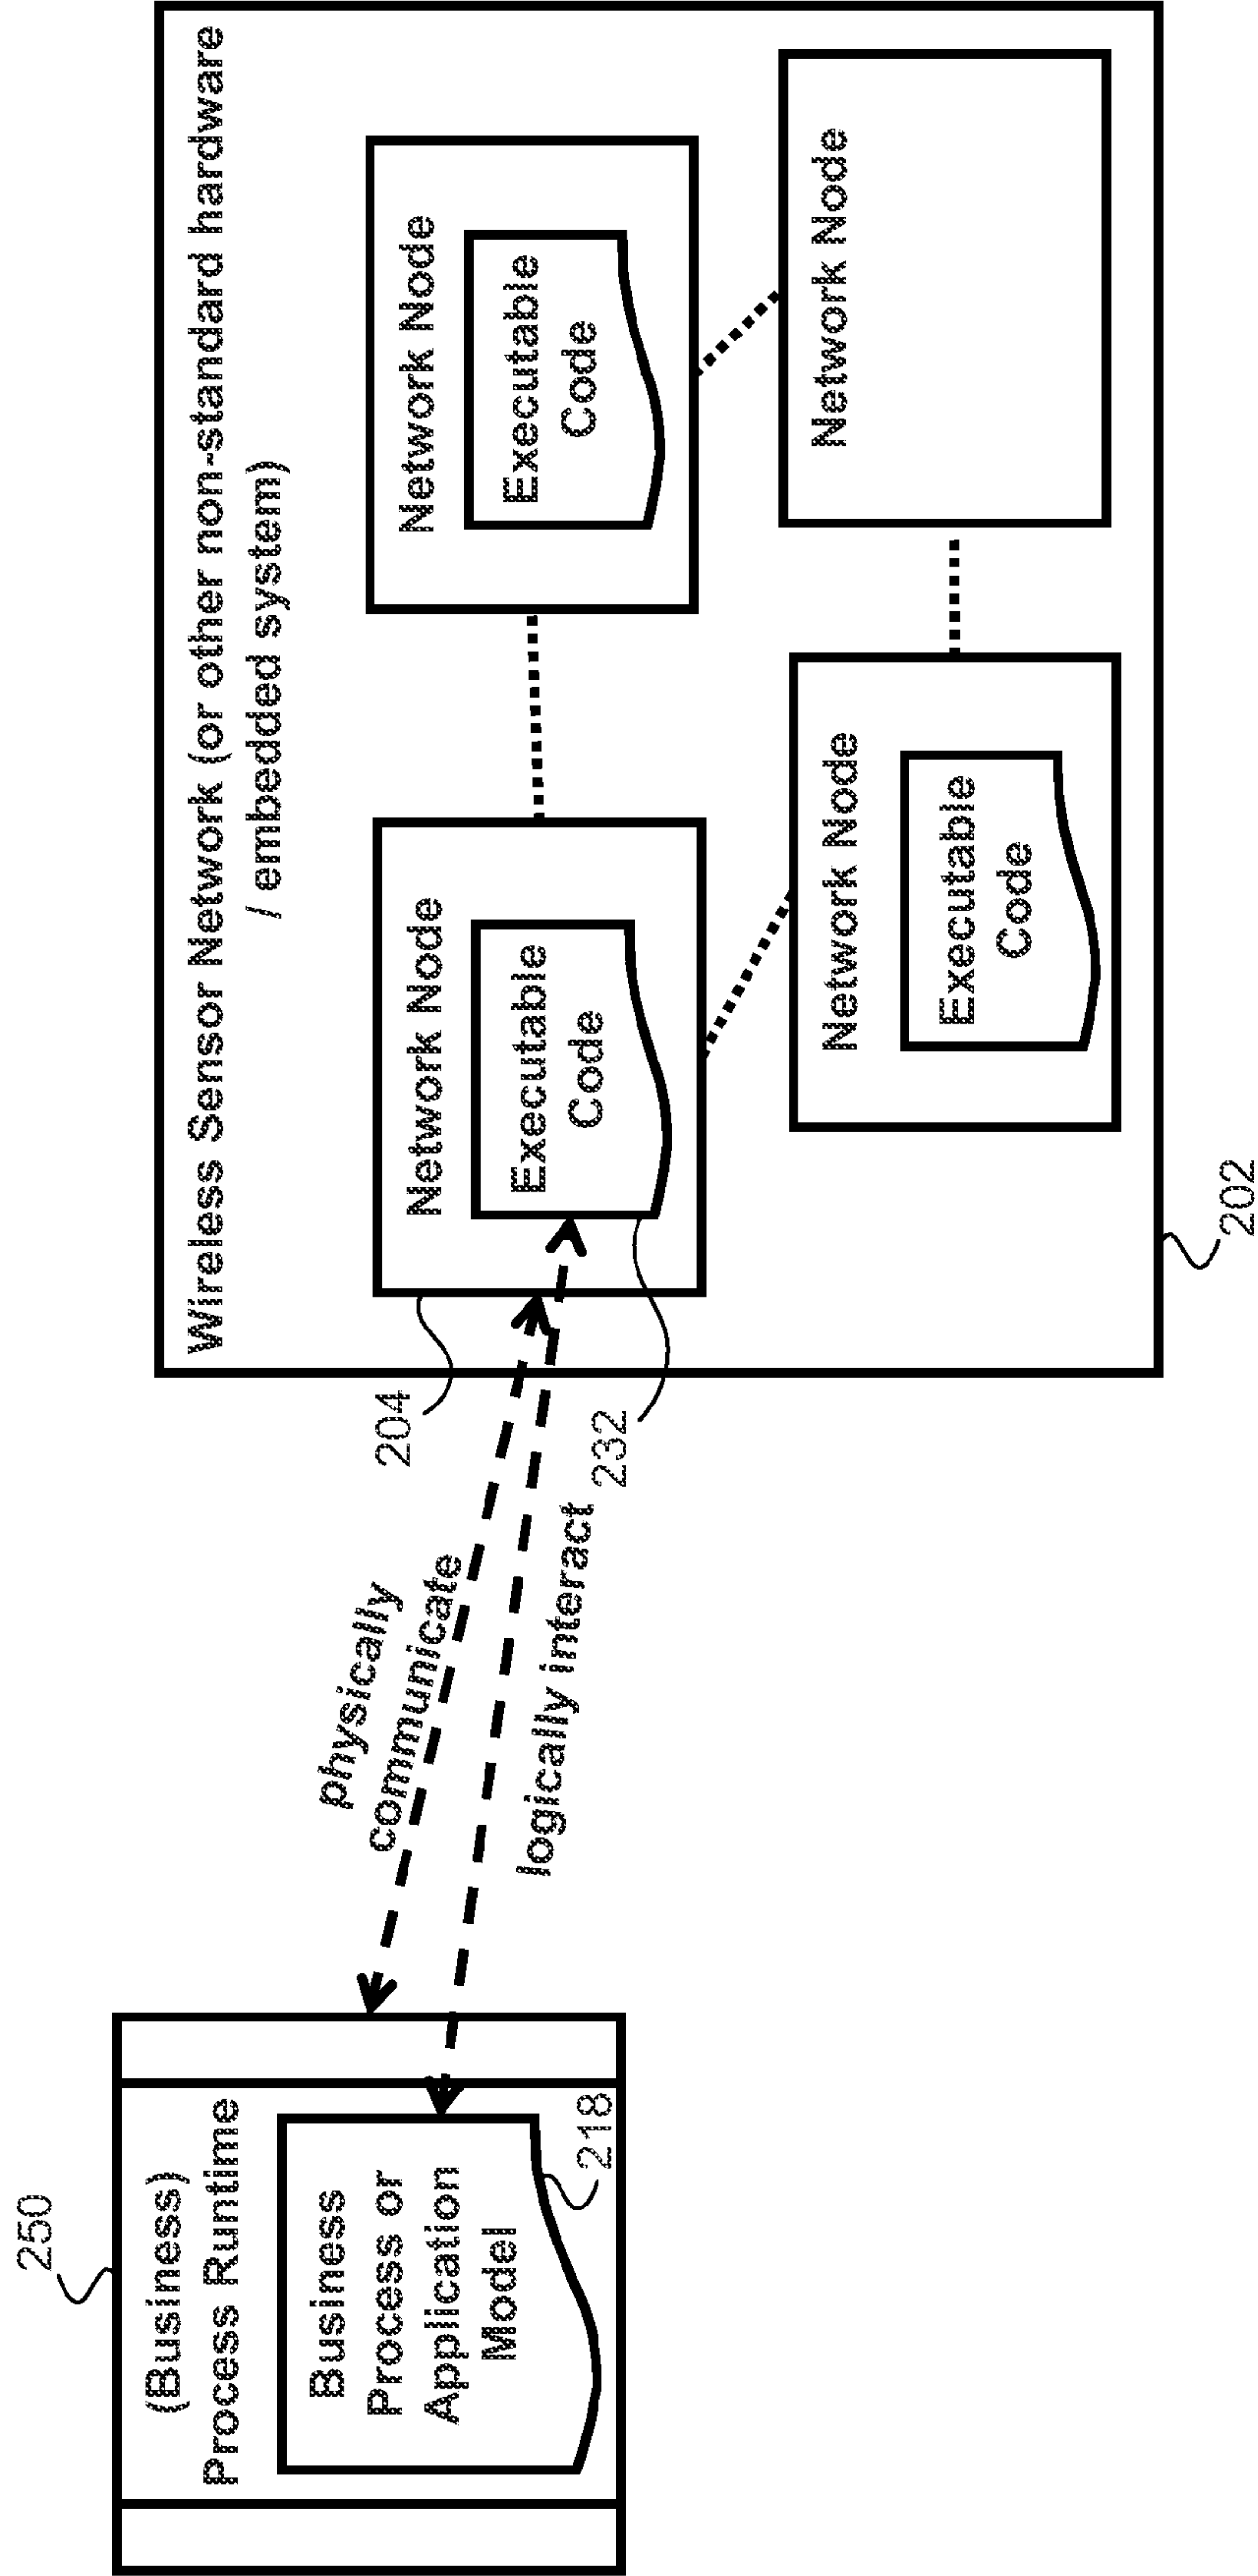 250
(Business)
Process Runtime
Business
Process or
Application
Model
218
physically
communicate
logically interact
204
232
Wireless Sensor Network (or other non-standard hardware
/ embedded system)
Network Node
Executable
Code
Network Node
Executable
Code
Network Node
Executable
Code
Network Node
202